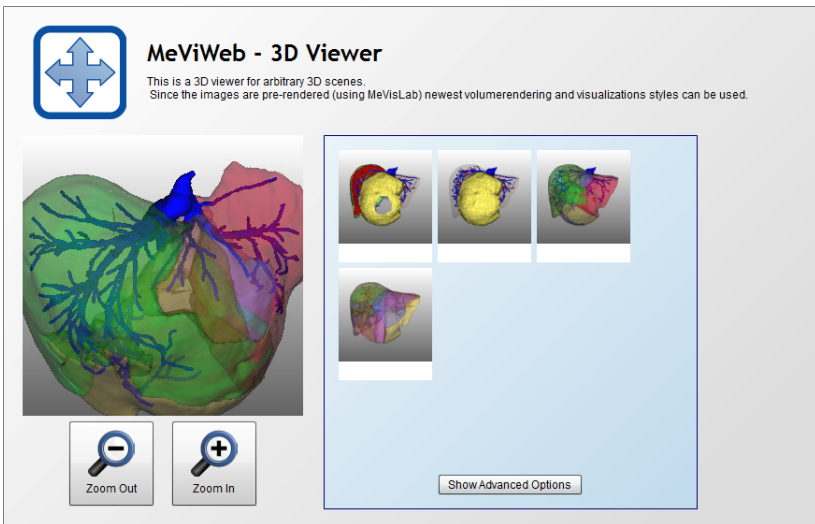 MeViWeb - 3D Viewer
This is a 3D viewer for arbitrary 3D scenes.
Since the images are pre-rendered (using MeVisLab) newest volumerendering and visualizations styles can be used.
Zoom Out
Zoom In
Show Advanced Options